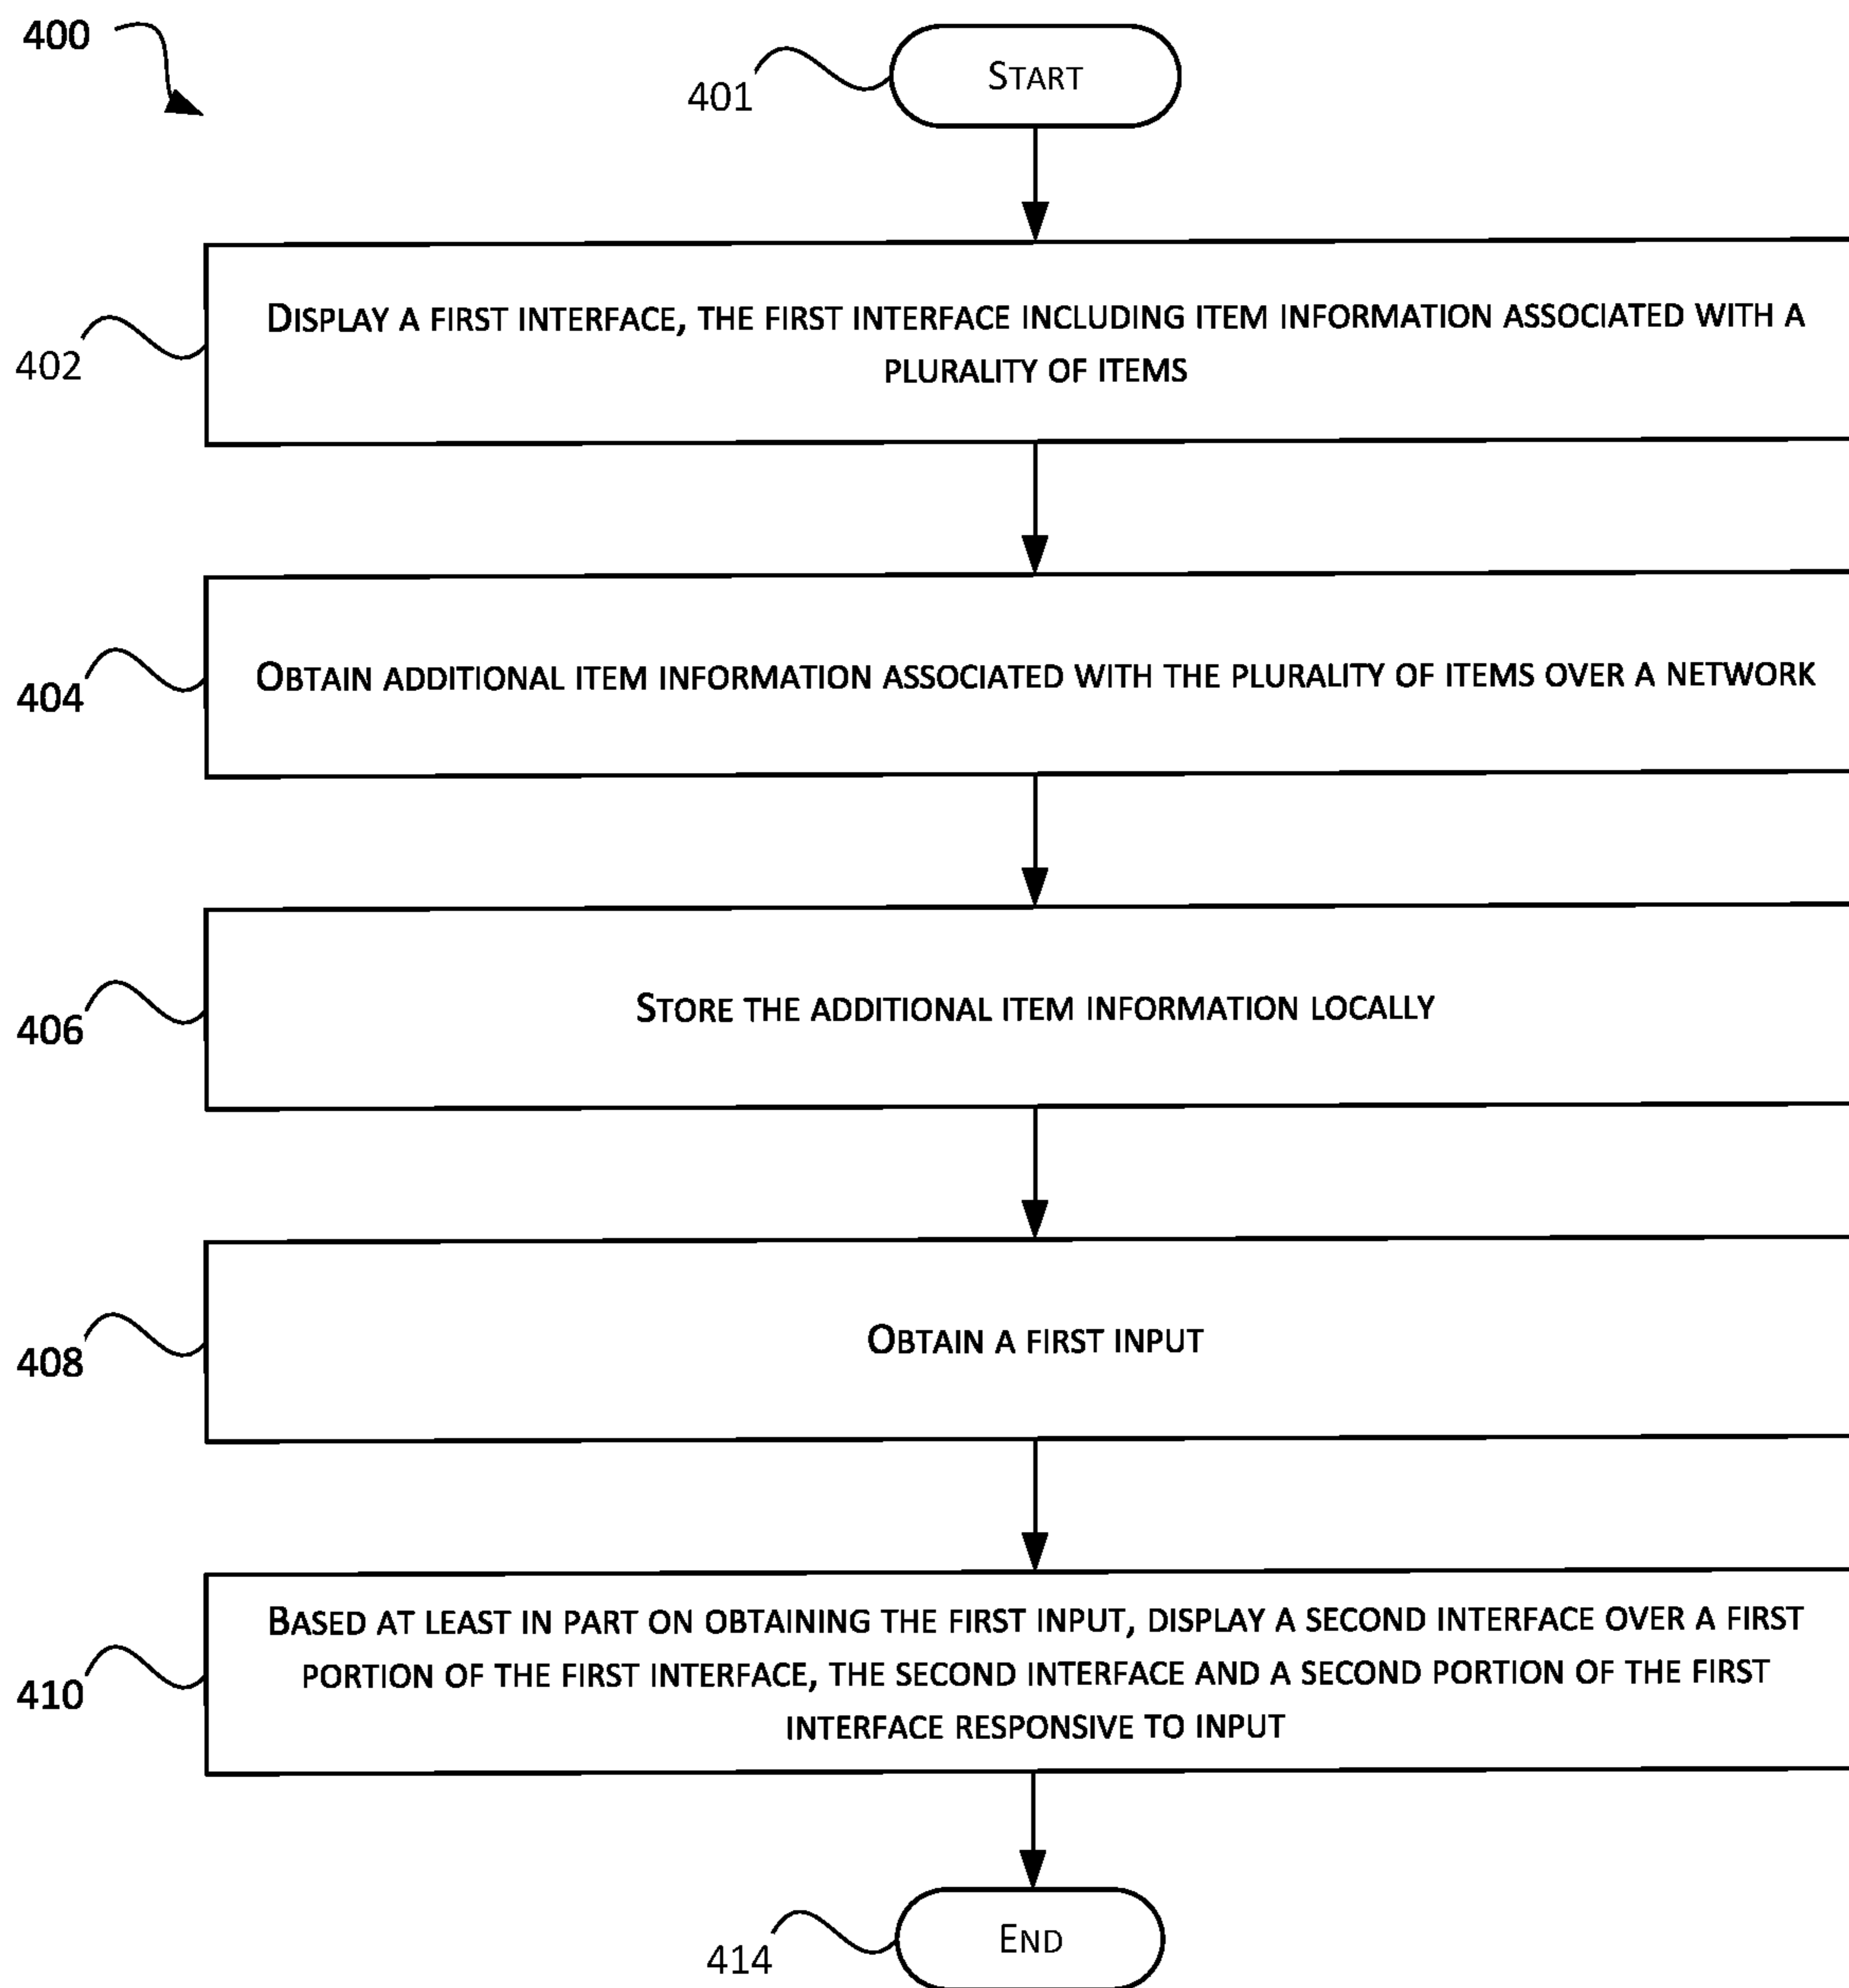 400
401
START
DISPLAY A FIRST INTERFACE, THE FIRST INTERFACE INCLUDING ITEM INFORMATION ASSOCIATED WITH A
PLURALITY OF ITEMS
402
OBTAIN ADDITIONAL ITEM INFORMATION ASSOCIATED WITH THE PLURALITY OF ITEMS OVER A NETWORK
404
STORE THE ADDITIONAL ITEM INFORMATION LOCALLY
406
OBTAIN A FIRST INPUT
408
BASED AT LEAST IN PART ON OBTAINING THE FIRST INPUT, DISPLAY A SECOND INTERFACE OVER A FIRST
PORTION OF THE FIRST INTERFACE, THE SECOND INTERFACE AND A SECOND PORTION OF THE FIRST
INTERFACE RESPONSIVE TO INPUT
410
END
414